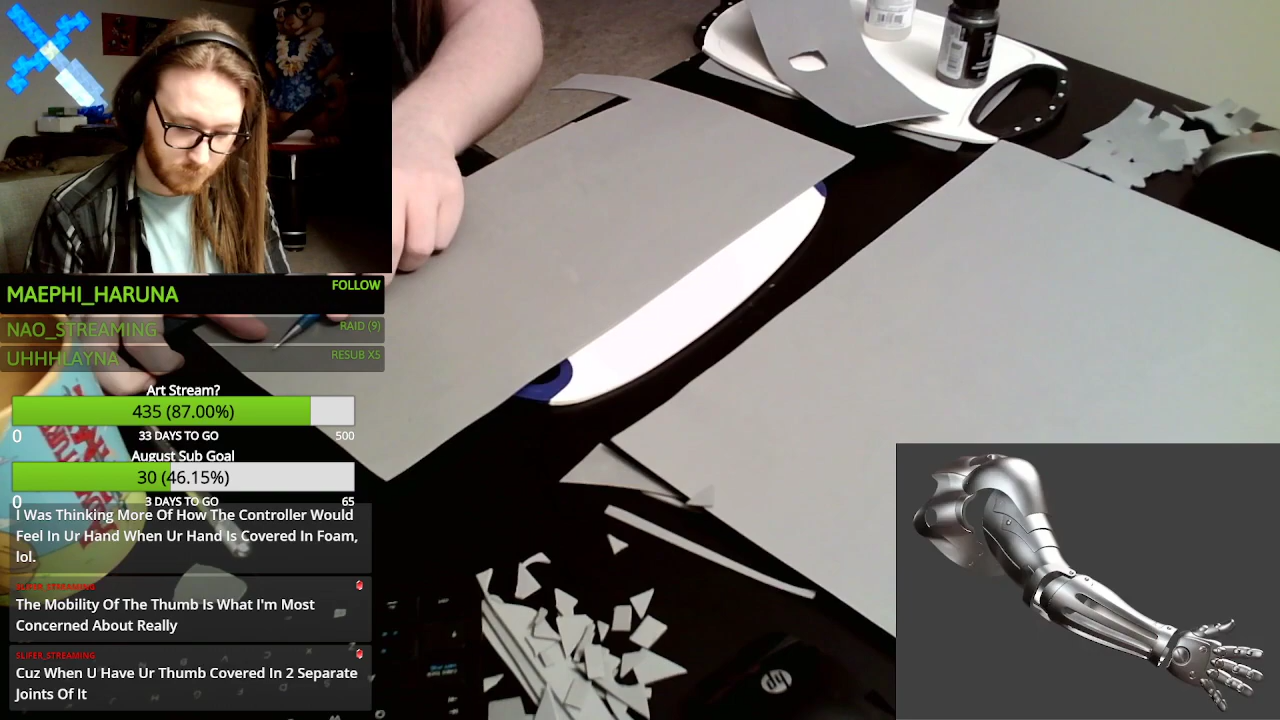 MAEPHI_HARUNA
FOLLOW
NAO_STREAMING
RAID (9)
UHHHLAYNA
RESUB X5
Art Stream?
435 (87.00%)
0
33 DAYS TO GO
500
August Sub Goal
30 (46.15%)
0
3 DAYS TO GO
65
I Was Thinking More Of How The Controller Would
Feel In Ur Hand When Ur Hand Is Covered In Foam,
lol.
SLIFER_STREAMING
The Mobility Of The Thumb Is What I'm Most
Concerned About Really
SLIFER_STREAMING
Cuz When U Have Ur Thumb Covered In 2 Separate
Joints Of It
hp